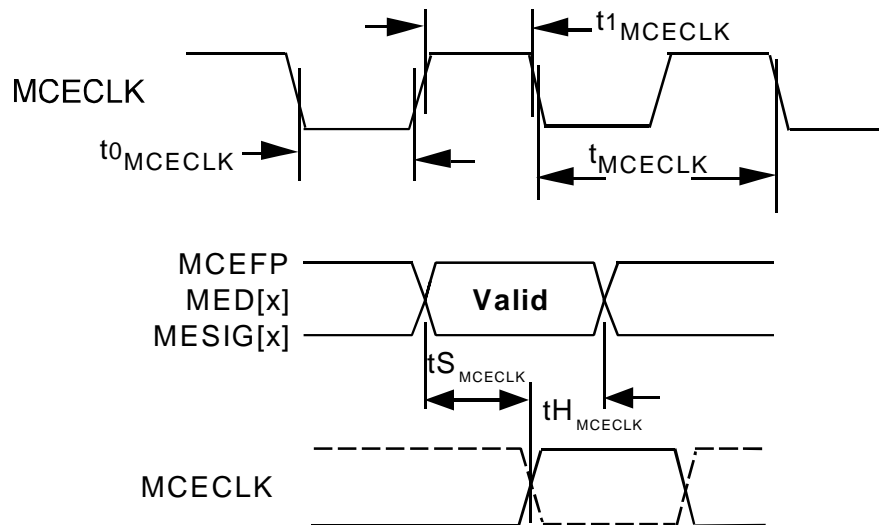 t1MCECLK
MCECLK
t0MCECLK
tMCECLK
MCEFP
MED[x]
Valid
MESIG[x]
tSMCECLK
tHMCECLK
MCECLK